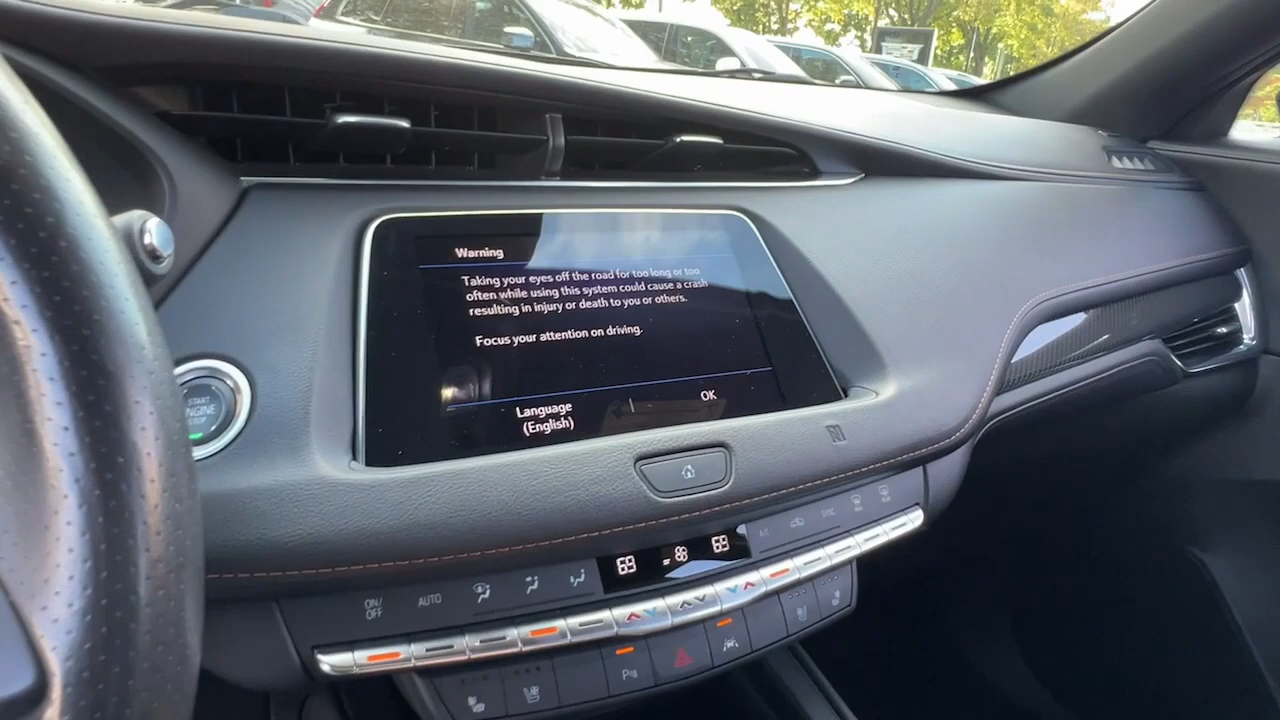 Warning
Taking your eyes off the road for too long or too
often while using this system could cause a crash
resulting in injury or death to you or others.
Focus your attention on driving.
Language
(English)
OK
START
ENGINE
STOP
69
69
A/C
SYNC
ON/
OFF
AUTO